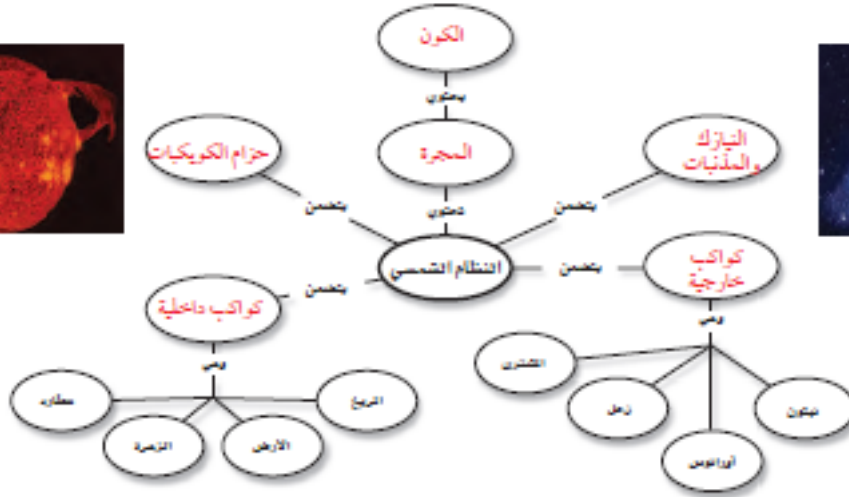 الكون
يحتوي
النيازك
والمذنبات
المجرة
حزام الكويكبات
يتضمن
تحتوي
يتضمن
كواكب
خارجية
يتضمن
النظام الشمسي
يتضمن
كواكب داخلية
وهي
وهي
المشتري
زحل
نبتون
أورانوس
المريخ
عطارد
الأرض
الزهرة